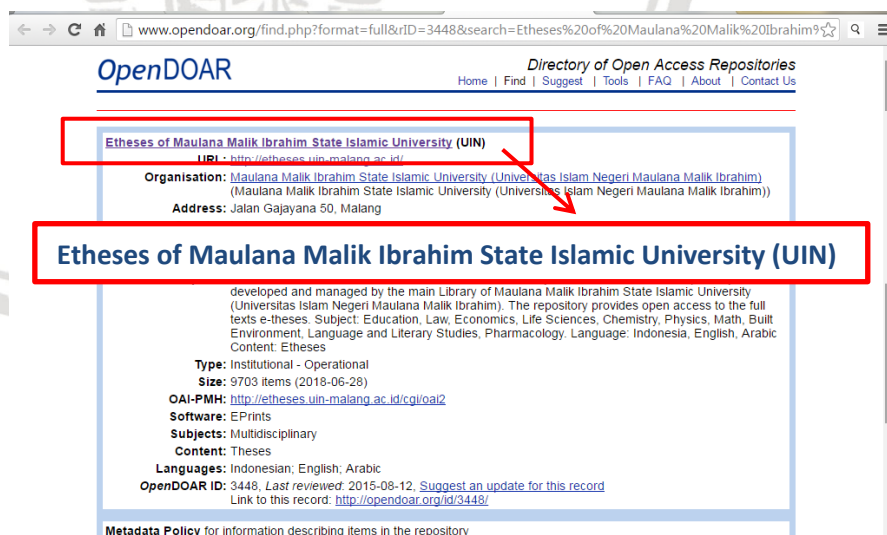 www.opendoar.org/find.php?format=full&rID=3448&search=Etheses%20of%20Maulana%20Malik%20Ibrahim9
OpenDOAR
Directory of Open Access Repositories
Home | Find | Suggest | Tools | FAQ | About | Contact Us
Etheses of Maulana Malik Ibrahim State Islamic University (UIN)
URL: http://etheses.uin-malang.ac.id/
Organisation: Maulana Malik Ibrahim State Islamic University (Universitas Islam Negeri Maulana Malik Ibrahim)
(Maulana Malik Ibrahim State Islamic University (Universitas Islam Negeri Maulana Malik Ibrahim))
Address: Jalan Gajayana 50, Malang
Etheses of Maulana Malik Ibrahim State Islamic University (UIN)
developed and managed by the main Library of Maulana Malik Ibrahim State Islamic University
(Universitas Islam Negeri Maulana Malik Ibrahim). The repository provides open access to the full
texts e-theses. Subject: Education, Law, Economics, Life Sciences, Chemistry, Physics, Math, Built
Environment, Language and Literary Studies, Pharmacology. Language: Indonesia, English, Arabic
Content: Etheses
Type: Institutional - Operational
Size: 9703 items (2018-06-28)
OAI-PMH: http://etheses.uin-malang.ac.id/cgi/oai2
Software: EPrints
Subjects: Multidisciplinary
Content: Theses
Languages: Indonesian; English; Arabic
OpenDOAR ID: 3448, Last reviewed: 2015-08-12, Suggest an update for this record
Link to this record: http://opendoar.org/id/3448/
Metadata Policy for information describing items in the repository